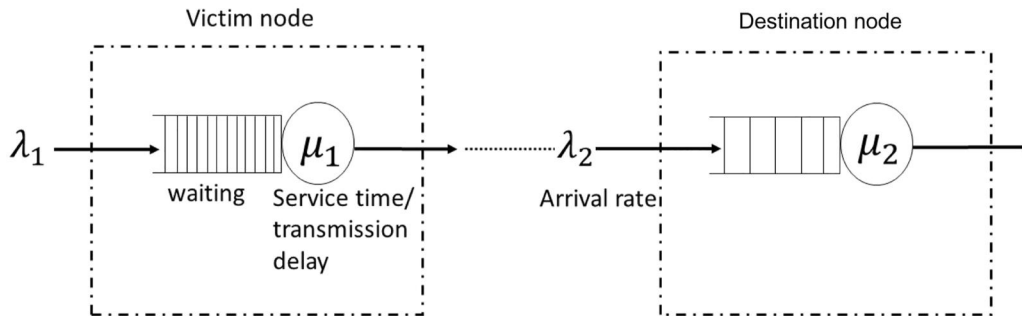 Victim node
Destination node
λ₁
μ₁
λ₂
μ₂
waiting
Service time/
transmission
delay
Arrival rate